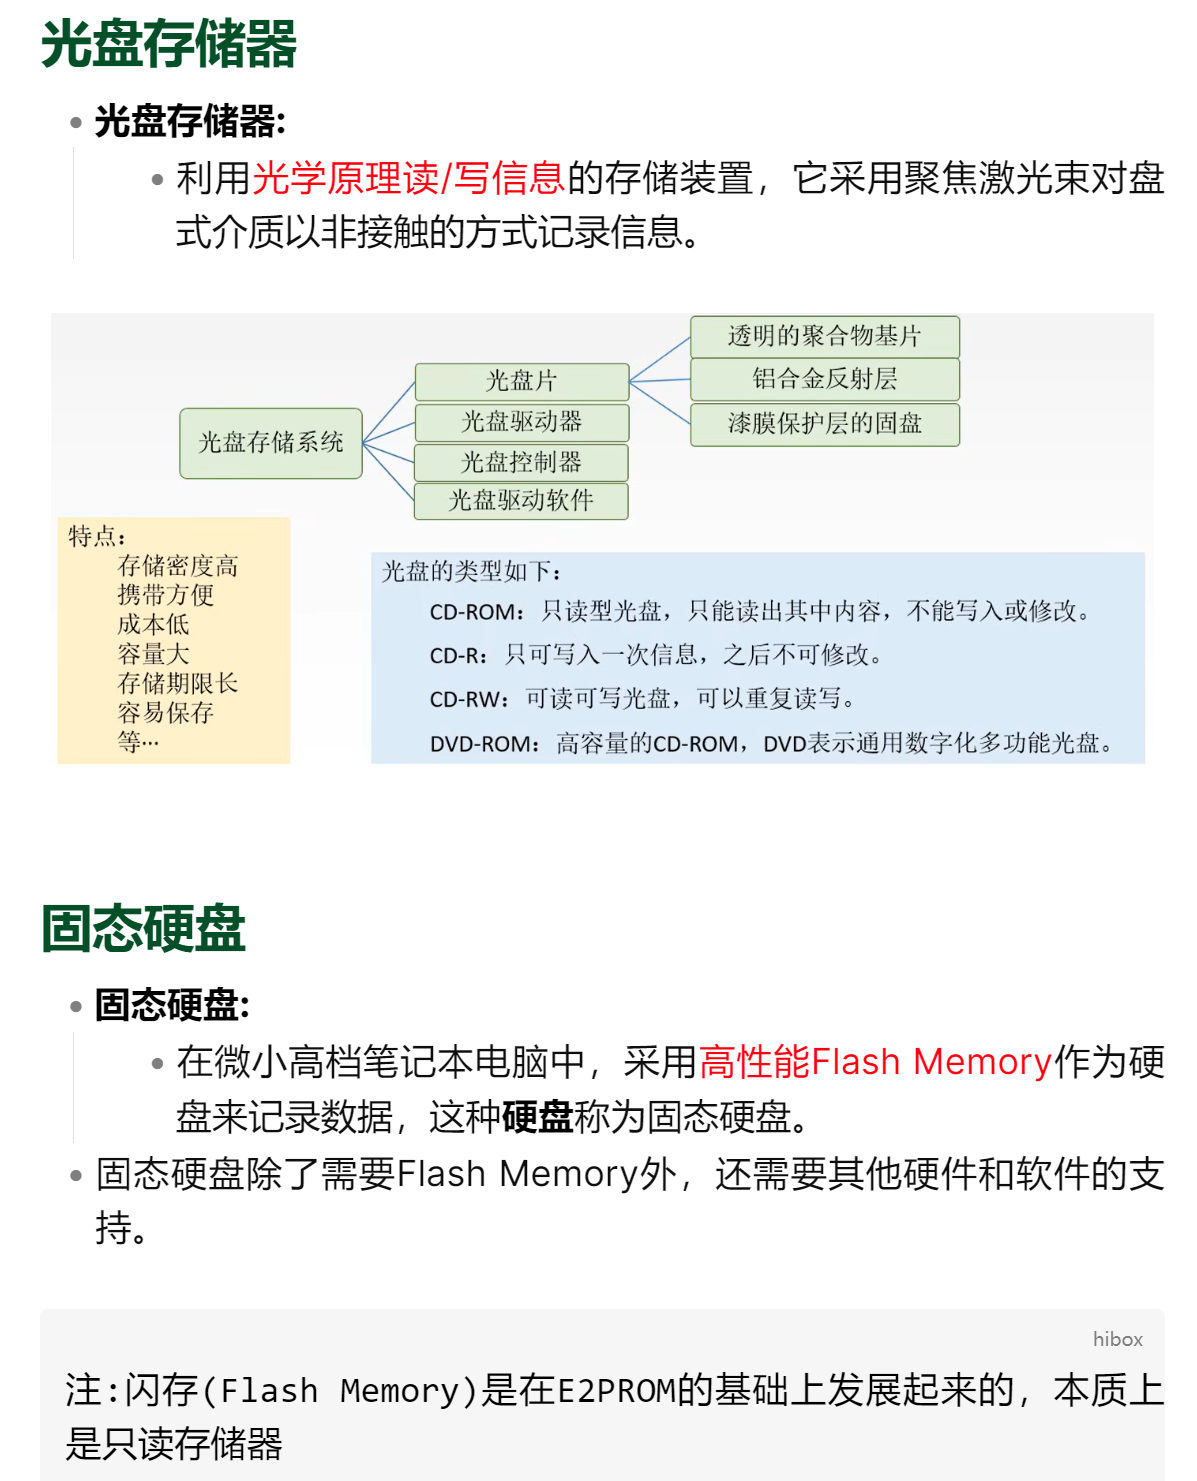 光盘存储器
光盘存储器:
利用光学原理读/写信息的存储装置，它采用聚焦激光束对盘
式介质以非接触的方式记录信息。
光盘存储系统
光盘片
光盘驱动器
光盘控制器
光盘驱动软件
透明的聚合物基片
铝合金反射层
漆膜保护层的固盘
特点：
存储密度高
携带方便
成本低
容量大
存储期限长
容易保存
等…
光盘的类型如下：
CD-ROM：只读型光盘，只能读出其中内容，不能写入或修改。
CD-R：只可写入一次信息，之后不可修改。
CD-RW：可读可写光盘，可以重复读写。
DVD-ROM：高容量的CD-ROM，DVD表示通用数字化多功能光盘。
固态硬盘
固态硬盘:
在微小高档笔记本电脑中，采用高性能Flash Memory作为硬
盘来记录数据，这种硬盘称为固态硬盘。
固态硬盘除了需要Flash Memory外，还需要其他硬件和软件的支
持。
hibox
注:闪存(Flash Memory)是在E2PROM的基础上发展起来的，本质上
是只读存储器